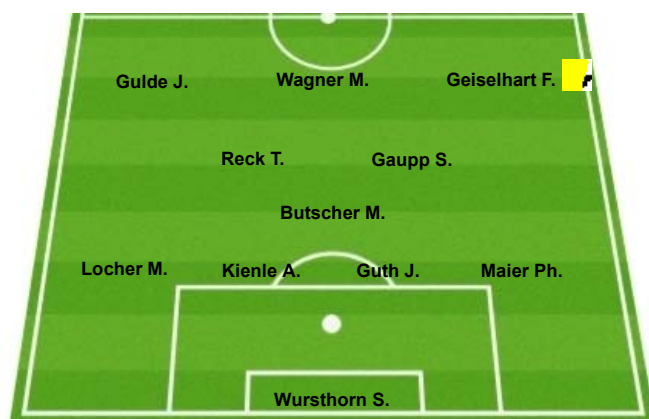 Gulde J. Wagner M. Geiselhart F.
Reck T. Gaupp S.
Butscher M.
Locher M. Kienle A. Guth J. Maier Ph.
Wursthorn S.